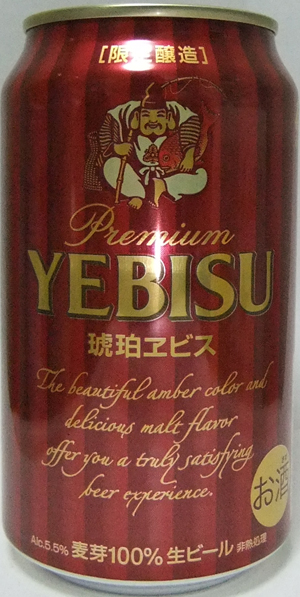 [限定醸造]
Premium
YEBISU
琥珀ヱビス
The beautiful amber color and
delicious malt flavor
offer you a truly satisfying
beer experience.
お酒
Alc.5.5% 麦芽100% 生ビール 非熱処理